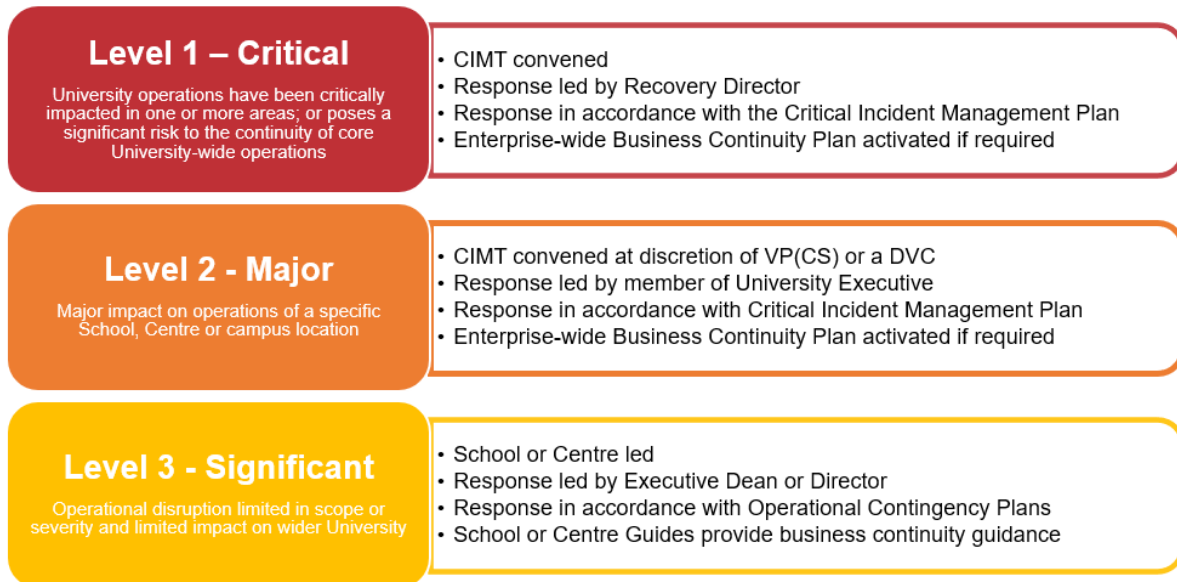 Level 1 – Critical
University operations have been critically
impacted in one or more areas; or poses a
significant risk to the continuity of core
University-wide operations
• CIMT convened
• Response led by Recovery Director
• Response in accordance with the Critical Incident Management Plan
• Enterprise-wide Business Continuity Plan activated if required
Level 2 - Major
Major impact on operations of a specific
School, Centre or campus location
• CIMT convened at discretion of VP(CS) or a DVC
• Response led by member of University Executive
• Response in accordance with Critical Incident Management Plan
• Enterprise-wide Business Continuity Plan activated if required
Level 3 - Significant
Operational disruption limited in scope or
severity and limited impact on wider University
• School or Centre led
• Response led by Executive Dean or Director
• Response in accordance with Operational Contingency Plans
• School or Centre Guides provide business continuity guidance